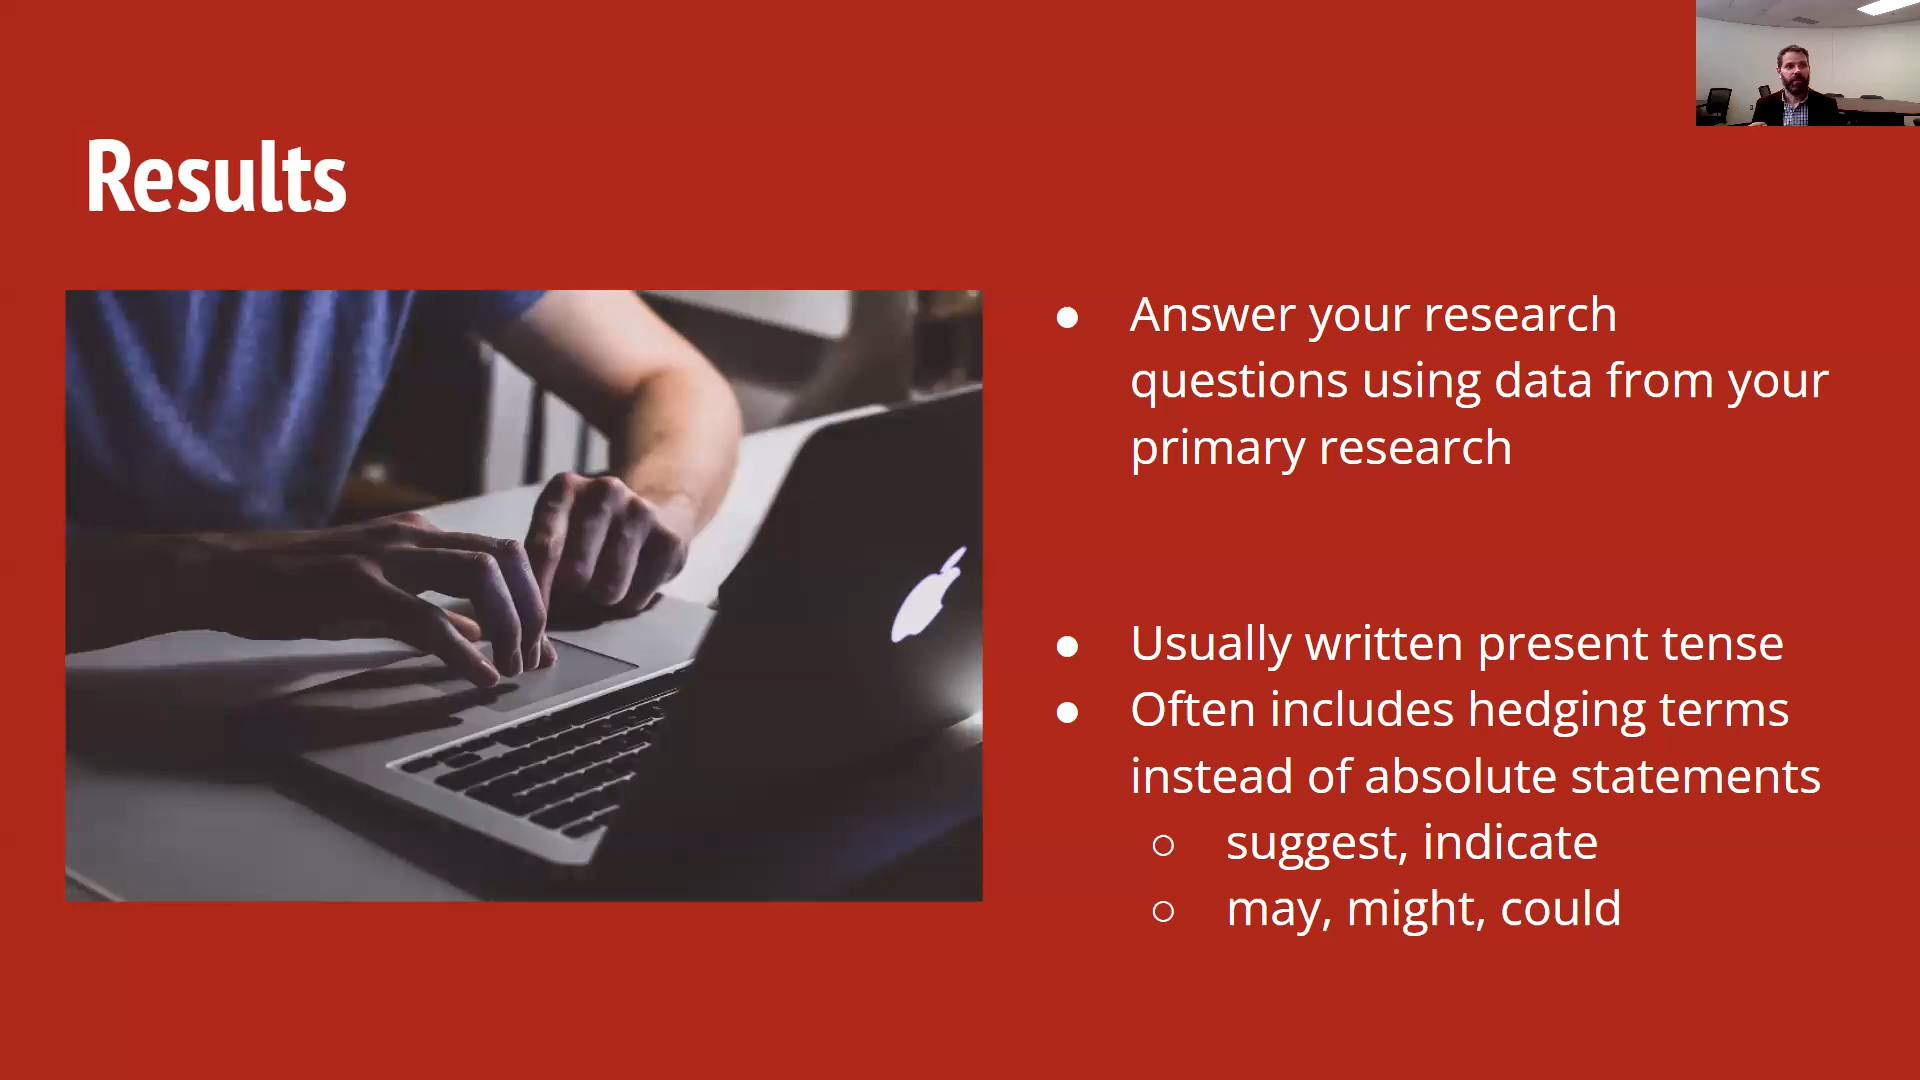 Results
● Answer your research
questions using data from your
primary research
● Usually written present tense
● Often includes hedging terms
instead of absolute statements
○ suggest, indicate
○ may, might, could